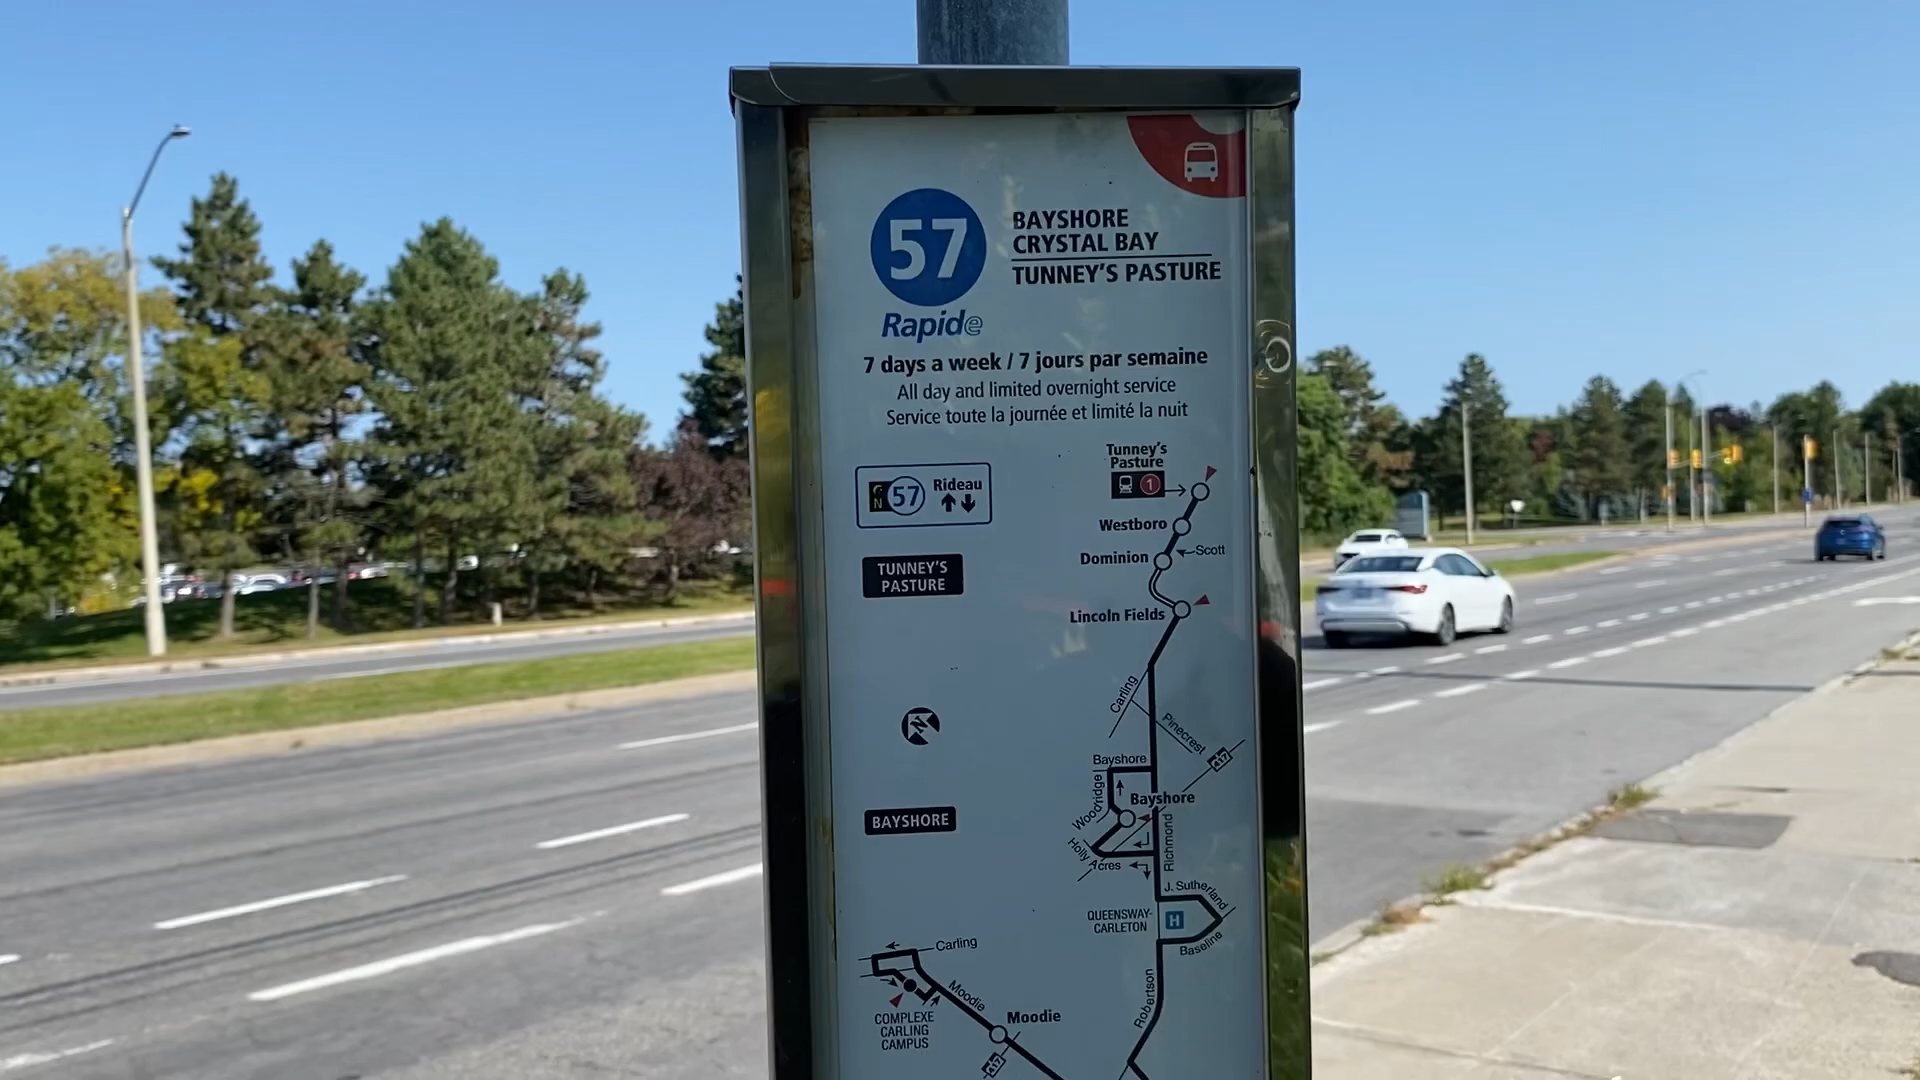 57
BAYSHORE
CRYSTAL BAY
TUNNEY'S PASTURE
Rapide
7 days a week / 7 jours par semaine
All day and limited overnight service
Service toute la journée et limité la nuit
N 57 Rideau
TUNNEY'S
PASTURE
BAYSHORE
Tunney's
Pasture
1
Westboro
Dominion
Scott
Lincoln Fields
Carling
Pinecrest
417
Bayshore
Woodridge
Bayshore
Holly Acres
Richmond
J. Sutherland
QUEENSWAY-
CARLETON
H
Baseline
Carling
Moodie
Robertson
COMPLEXE
CARLING
CAMPUS
Moodie
417
N